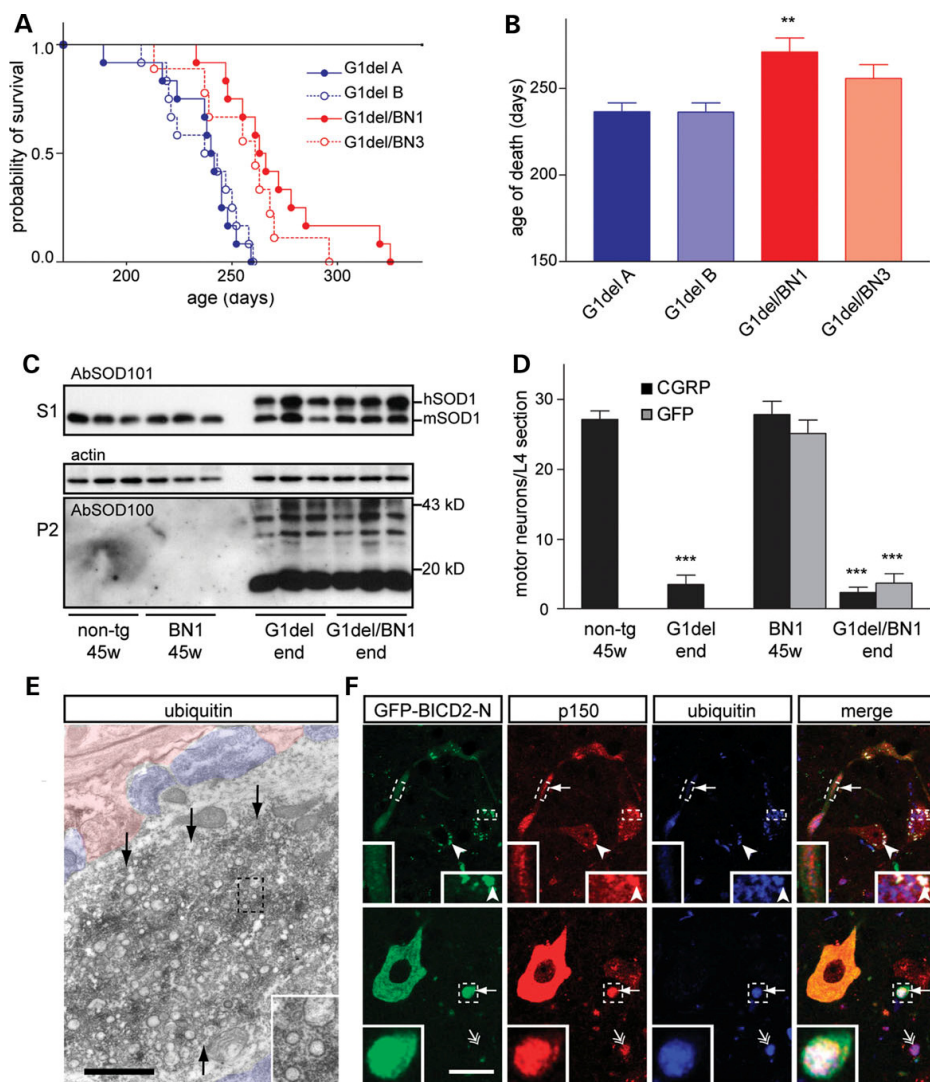 A
probability of survival
1.0
0.5
0.0
200
250
300
age (days)
G1del A
G1del B
G1del/BN1
G1del/BN3
B
age of death (days)
250
200
150
**
G1del A
G1del B
G1del/BN1
G1del/BN3
C
AbSOD101
S1
hSOD1
mSOD1
actin
P2
AbSOD100
43 kD
20 kD
non-tg
45w
BN1
45w
G1del
end
G1del/BN1
end
D
CGRP
GFP
motor neurons/L4 section
30
20
10
0
***
***
***
non-tg
45w
G1del
end
BN1
45w
G1del/BN1
end
E
ubiquitin
F
GFP-BICD2-N
p150
ubiquitin
merge